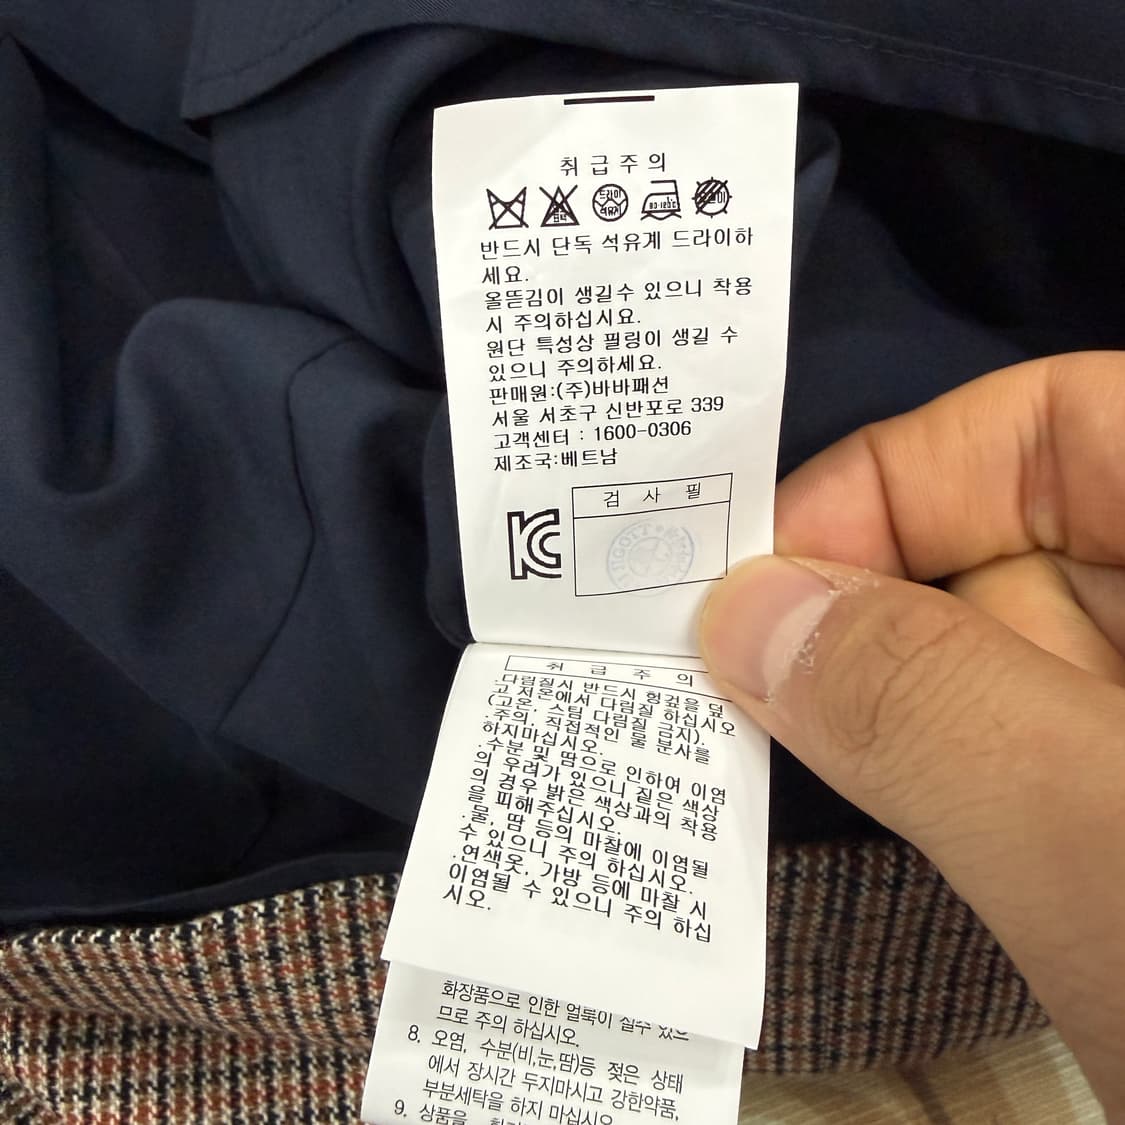 취급주의
드라이
석유계
80-120℃
반드시 단독 석유계 드라이하
세요.
올뜯김이 생길수 있으니 착용
시 주의하십시요.
원단 특성상 필링이 생길 수
있으니 주의하세요.
판매원:(주)바바패션
서울 서초구 신반포로 339
고객센터 : 1600-0306
제조국:베트남
검 사 필
취 급 주 의
.다림질시 반드시 헝겊을 덮
고 저온에서 다림질 하십시오
(고온, 스팀 다림질 금지).
.주의, 직접적인 물 분사를
하지마십시오.
.수분 및 땀으로 인하여 이염
의 우려가 있으니 짙은 색상
의 경우 밝은 색상과의 착용
을 피해주십시오.
.물, 땀 등의 마찰에 이염될
수 있으니 주의 하십시오.
.연색옷, 가방 등에 마찰 시
이염될 수 있으니 주의 하십
시오.
화장품으로 인한 얼룩이 질수 있으
므로 주의 하십시오.
8. 오염, 수분(비,눈,땀)등 젖은 상태
에서 장시간 두지마시고 강한약품,
부분세탁을 하지 마십시오.
9. 상품을